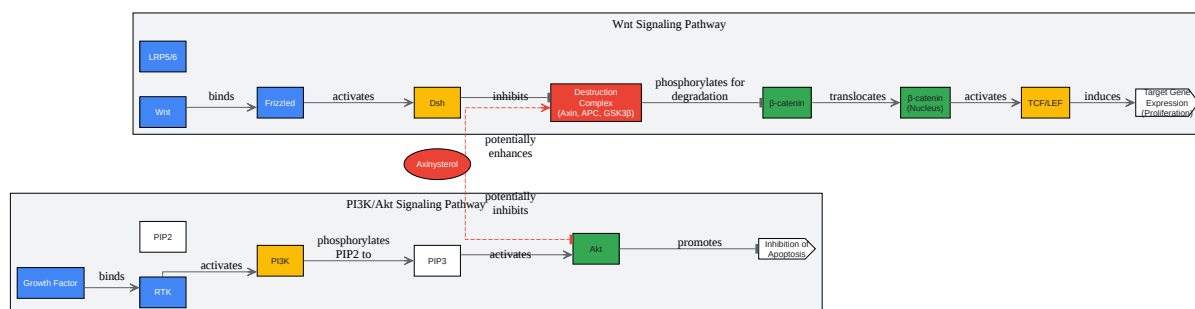 Wnt Signaling Pathway
LRP5/6
Wnt
binds
Frizzled
activates
Dsh
inhibits
Destruction
Complex
(Axin, APC, GSK3β)
phosphorylates for
degradation
β-catenin
translocates
β-catenin
(Nucleus)
activates
TCF/LEF
induces
Target Gene
Expression
(Proliferation)
potentially
enhances
Axinysterol
potentially
inhibits
PI3K/Akt Signaling Pathway
PIP2
Growth Factor
binds
RTK
activates
PI3K
phosphorylates
PIP2 to
PIP3
activates
Akt
promotes
Inhibition of
Apoptosis